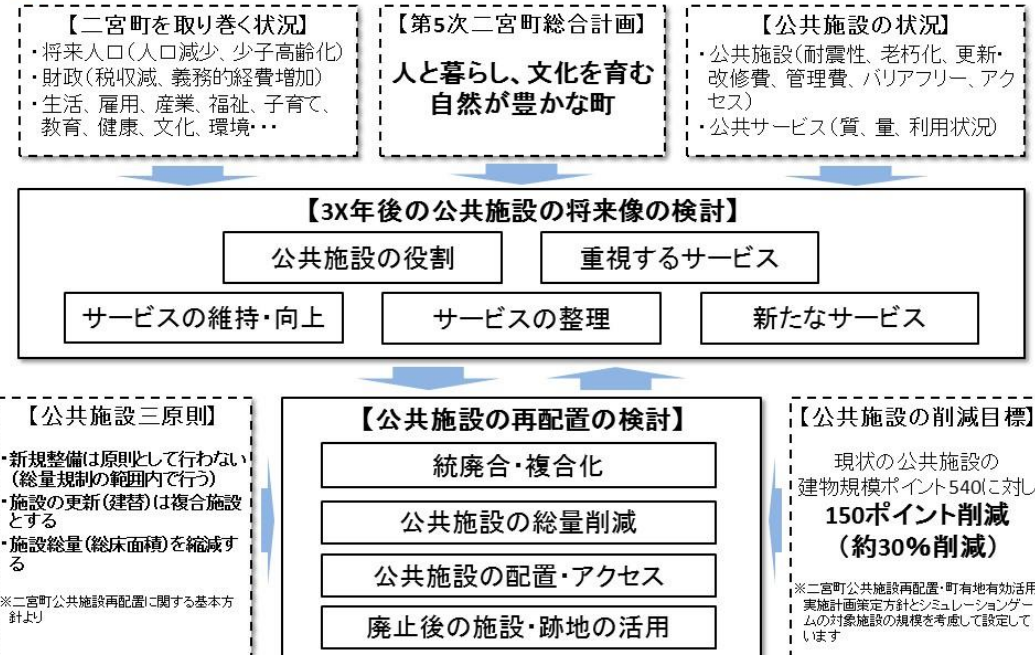 【二宮町を取り巻く状況】
・将来人口(人口減少、少子高齢化)
・財政(税収減、義務的経費増加)
・生活、雇用、産業、福祉、子育て、
教育、健康、文化、環境・・・
【第5次二宮町総合計画】
人と暮らし、文化を育む
自然が豊かな町
【公共施設の状況】
・公共施設(耐震性、老朽化、更新・
改修費、管理費、バリアフリー、アク
セス)
・公共サービス(質、量、利用状況)
【3X年後の公共施設の将来像の検討】
公共施設の役割
重視するサービス
サービスの維持・向上
サービスの整理
新たなサービス
【公共施設三原則】
・新規整備は原則として行わない
(総量規制の範囲内で行う)
・施設の更新(建替)は複合施設
とする
・施設総量(総床面積)を縮減す
る
※二宮町公共施設再配置に関する基本方
針より
【公共施設の再配置の検討】
統廃合・複合化
公共施設の総量削減
公共施設の配置・アクセス
廃止後の施設・跡地の活用
【公共施設の削減目標】
現状の公共施設の
建物規模ポイント540に対し
150ポイント削減
(約30%削減)
※二宮町公共施設再配置・町有地有効活用
実施計画策定方針とシミュレーションゲー
ムの対象施設の規模を考慮して設定して
います